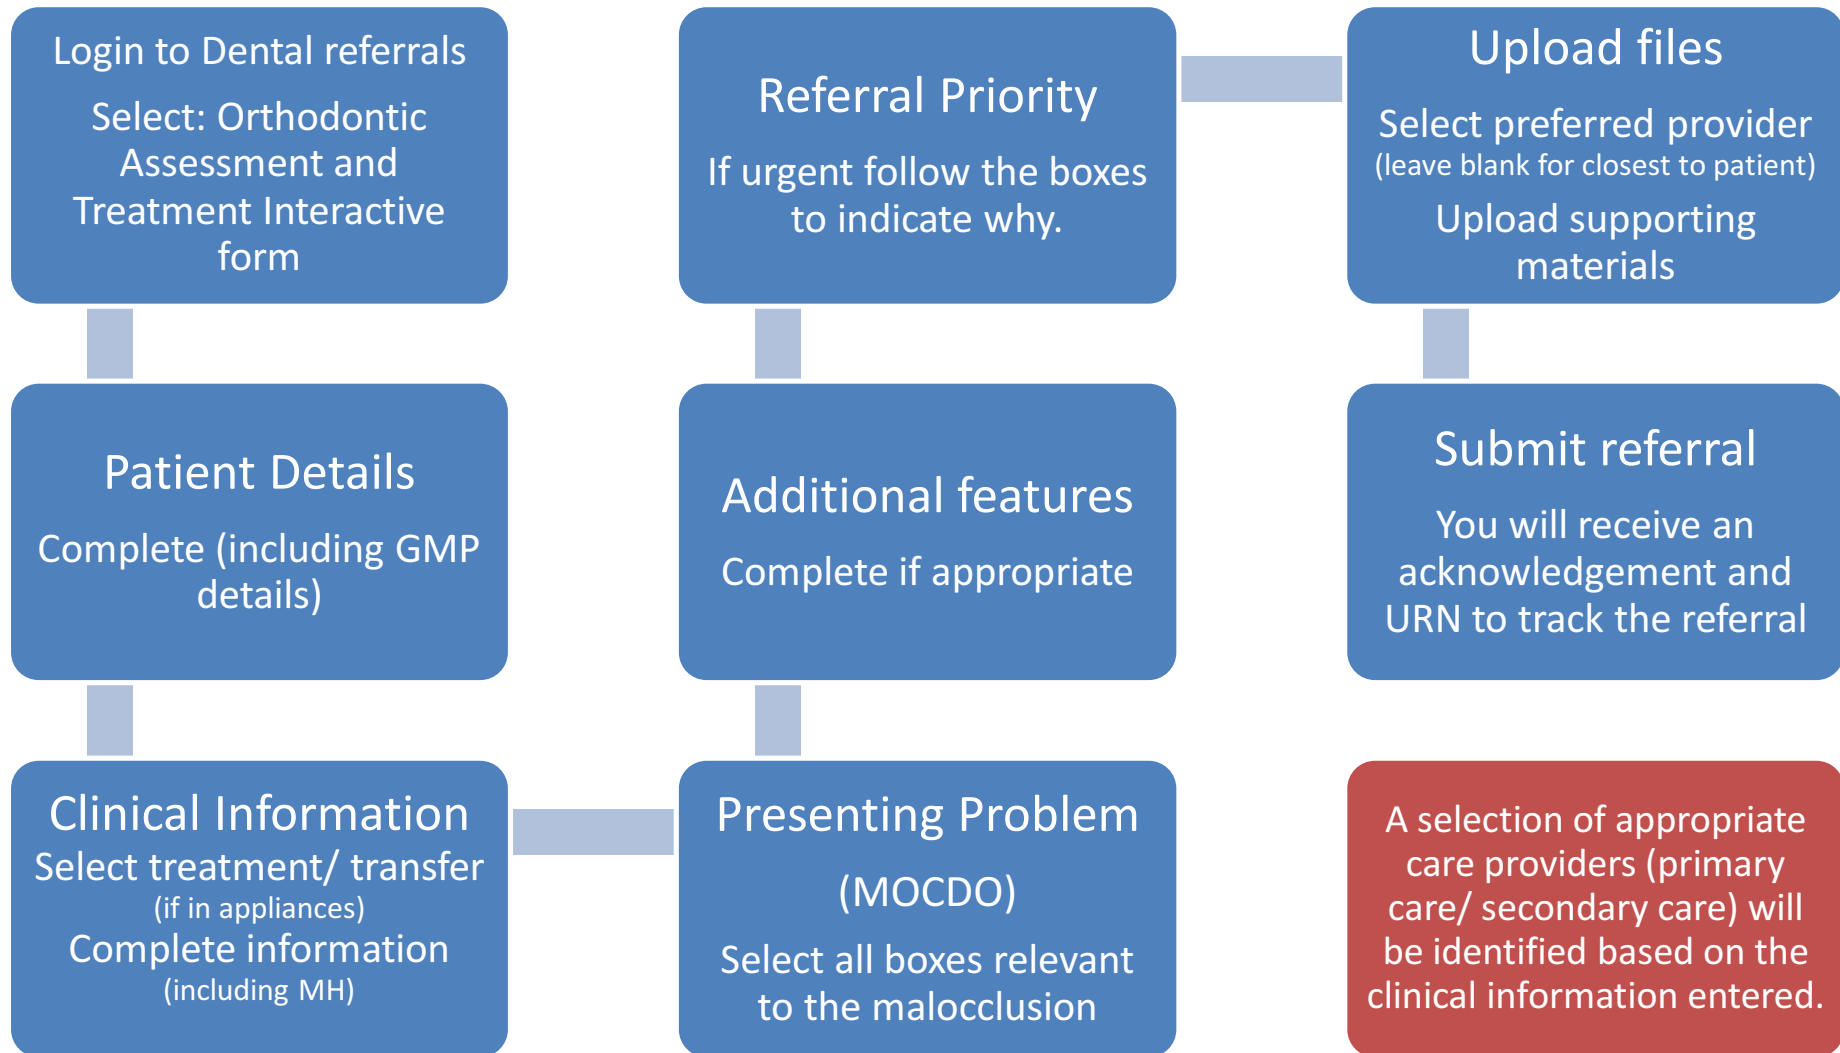 Login to Dental referrals
Select: Orthodontic
Assessment and
Treatment Interactive
form
Patient Details
Complete (including GMP
details)
Clinical Information
Select treatment/ transfer
(if in appliances)
Complete information
(including MH)
Presenting Problem
(MOCDO)
Select all boxes relevant
to the malocclusion
Additional features
Complete if appropriate
Referral Priority
If urgent follow the boxes
to indicate why.
Upload files
Select preferred provider
(leave blank for closest to patient)
Upload supporting
materials
Submit referral
You will receive an
acknowledgement and
URN to track the referral
A selection of appropriate
care providers (primary
care/ secondary care) will
be identified based on the
clinical information entered.